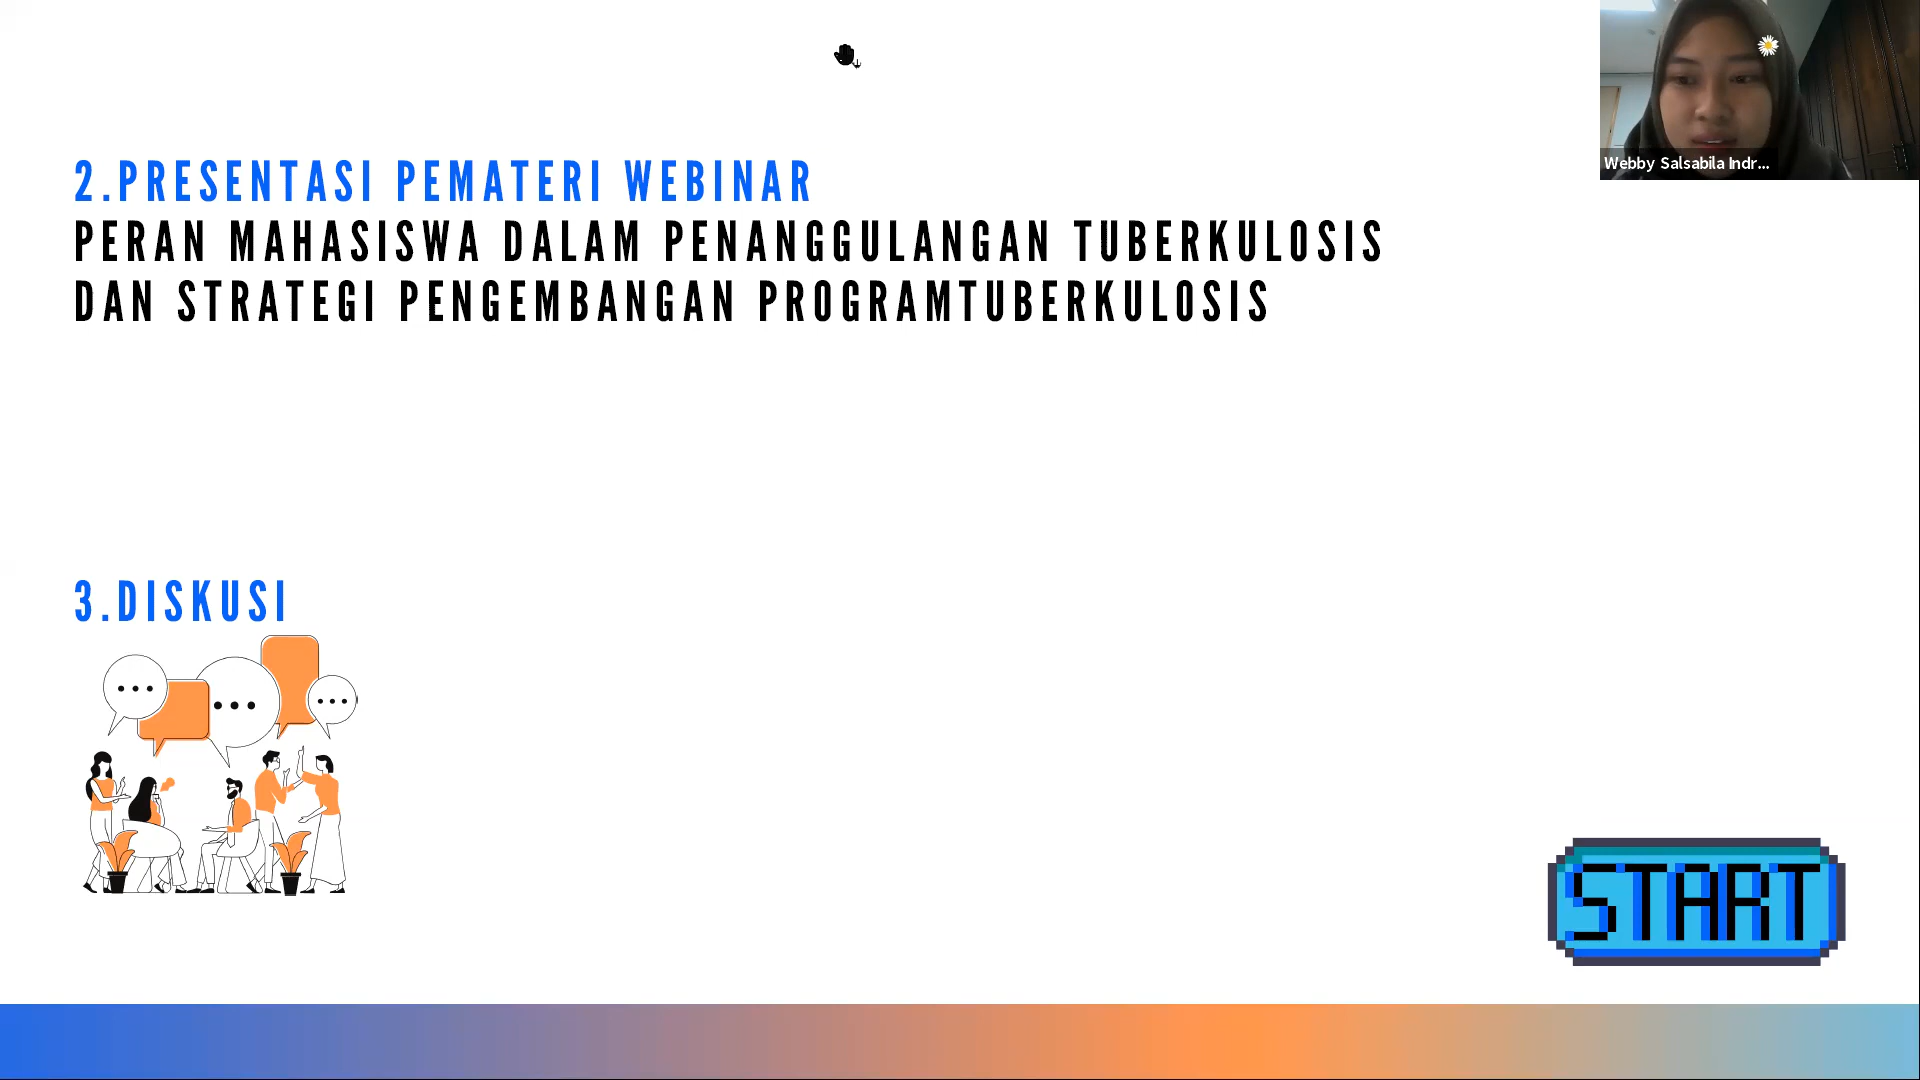 2.PRESENTASI PEMATERI WEBINAR
PERAN MAHASISWA DALAM PENANGGULANGAN TUBERKULOSIS
DAN STRATEGI PENGEMBANGAN PROGRAMTUBERKULOSIS
Webby Salsabila Indr...
3.DISKUSI
START